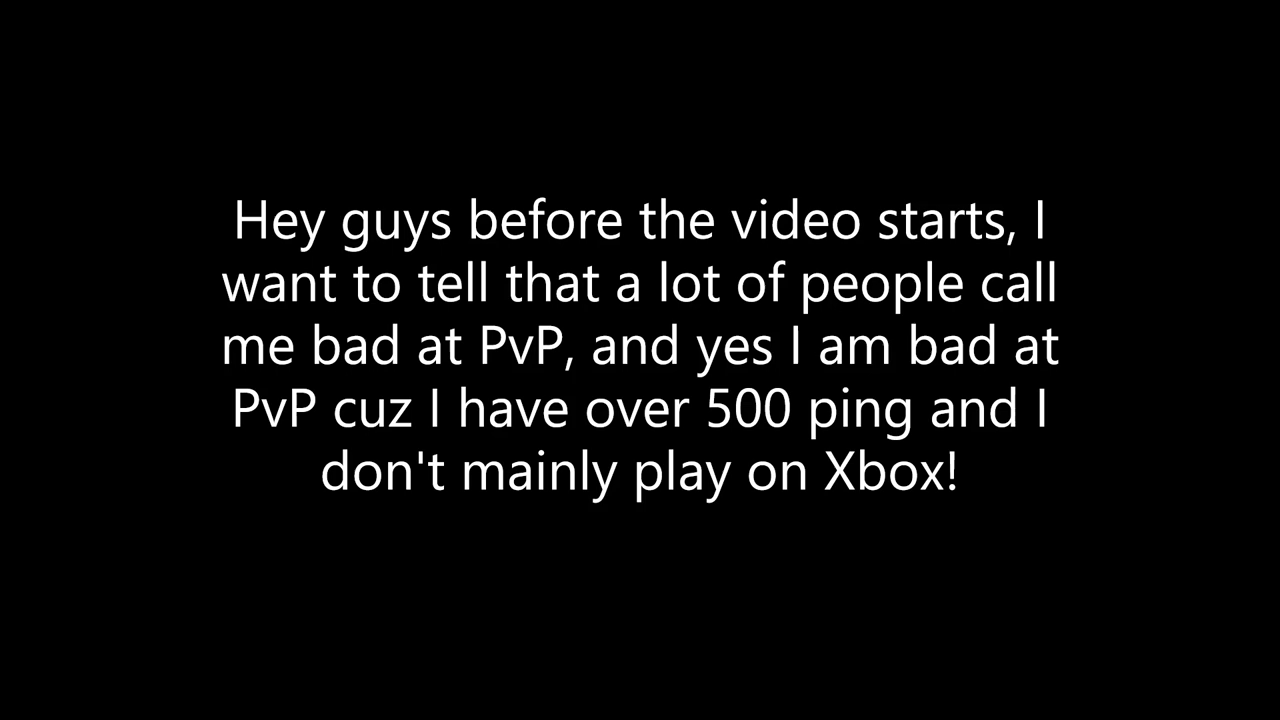 Hey guys before the video starts, I
want to tell that a lot of people call
me bad at PvP, and yes I am bad at
PvP cuz I have over 500 ping and I
don't mainly play on Xbox!